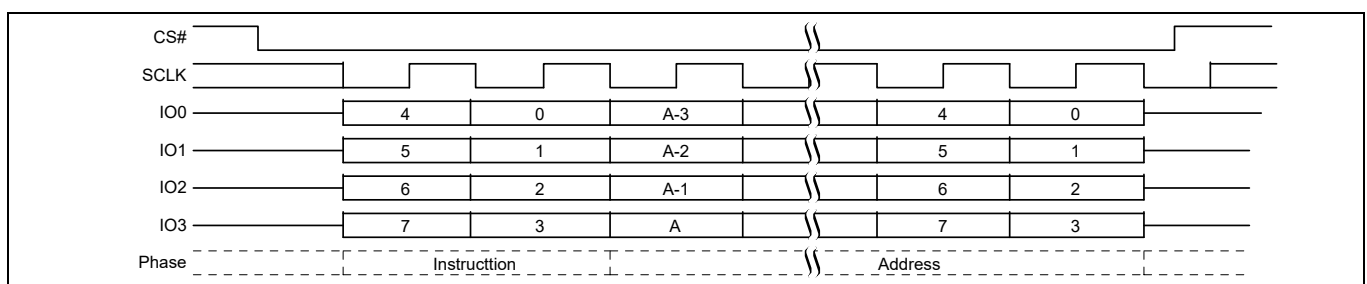 CS#
SCLK
IO0 4 0 A-3 4 0
IO1 5 1 A-2 5 1
IO2 6 2 A-1 6 2
IO3 7 3 A 7 3
Phase Instructtion Address